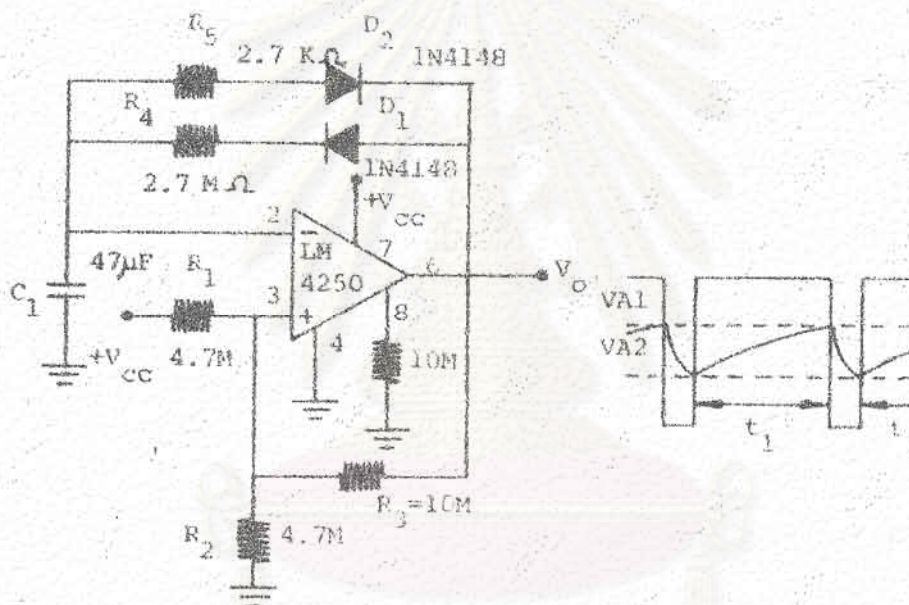 R5
D2
2.7 KΩ
1N4148
R4
D1
1N4148
2.7 MΩ
+Vcc
2
-
7
47µF
R1
LM
4250
6
Vo
C1
3
+
8
VA1
4
VA2
+Vcc
4.7M
10M
t1
t
R3=10M
R2
4.7M